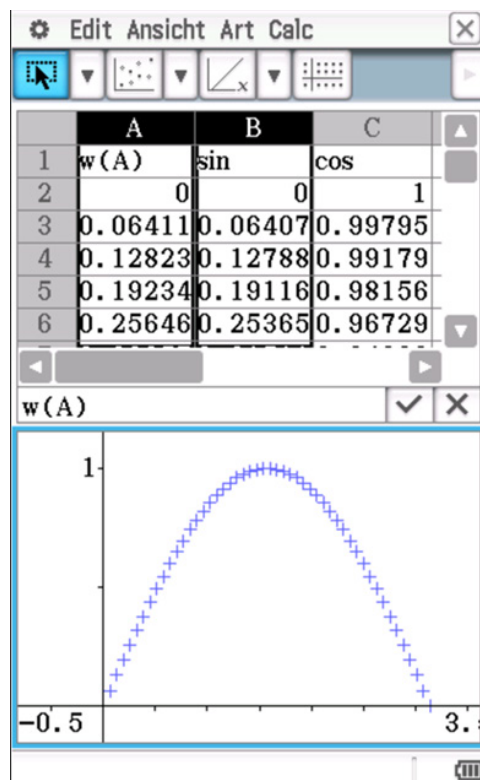 Edit Ansicht Art Calc
A B C
1 w(A) sin cos
2 0 0 1
3 0.06411 0.06407 0.99795
4 0.12823 0.12788 0.99179
5 0.19234 0.19116 0.98156
6 0.25646 0.25365 0.96729
w(A)
1
-0.5 3.5